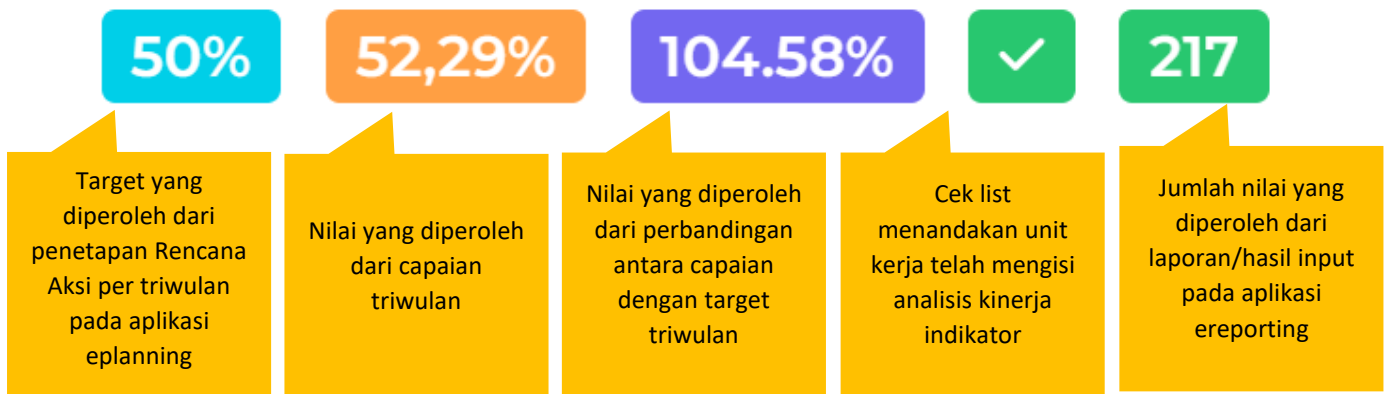 50%
52,29%
104.58%
217
Target yang
diperoleh dari
penetapan Rencana
Aksi per triwulan
pada aplikasi
eplanning
Nilai yang diperoleh
dari capaian
triwulan
Nilai yang diperoleh
dari perbandingan
antara capaian
dengan target
triwulan
Cek list
menandakan unit
kerja telah mengisi
analisis kinerja
indikator
Jumlah nilai yang
diperoleh dari
laporan/hasil input
pada aplikasi
ereporting